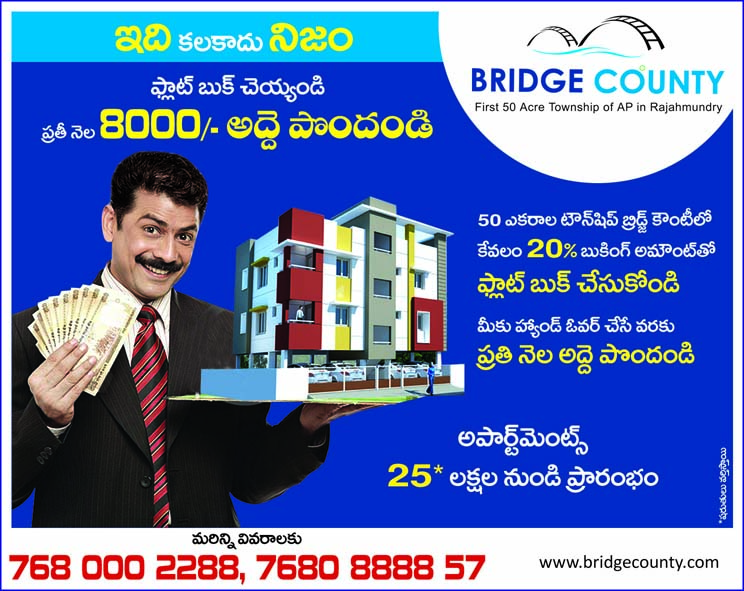 ఇది కలకాదు నిజం
ఫ్లాట్ బుక్ చెయ్యండి
ప్రతీ నెల 8000/- అద్దె పొందండి
BRIDGE COUNTY
First 50 Acre Township of AP in Rajahmundry
50 ఎకరాల టౌన్‌షిప్ బ్రిడ్జ్ కౌంటీలో
కేవలం 20% బుకింగ్ అమౌంట్‌తో
ఫ్లాట్ బుక్ చేసుకోండి
మీకు హ్యాండ్ ఓవర్ చేసే వరకు
ప్రతి నెల అద్దె పొందండి
అపార్ట్‌మెంట్స్
25* లక్షల నుండి ప్రారంభం
*షరతులు వర్తిస్తాయి
మరిన్ని వివరాలకు
768 000 2288, 7680 8888 57
www.bridgecounty.com